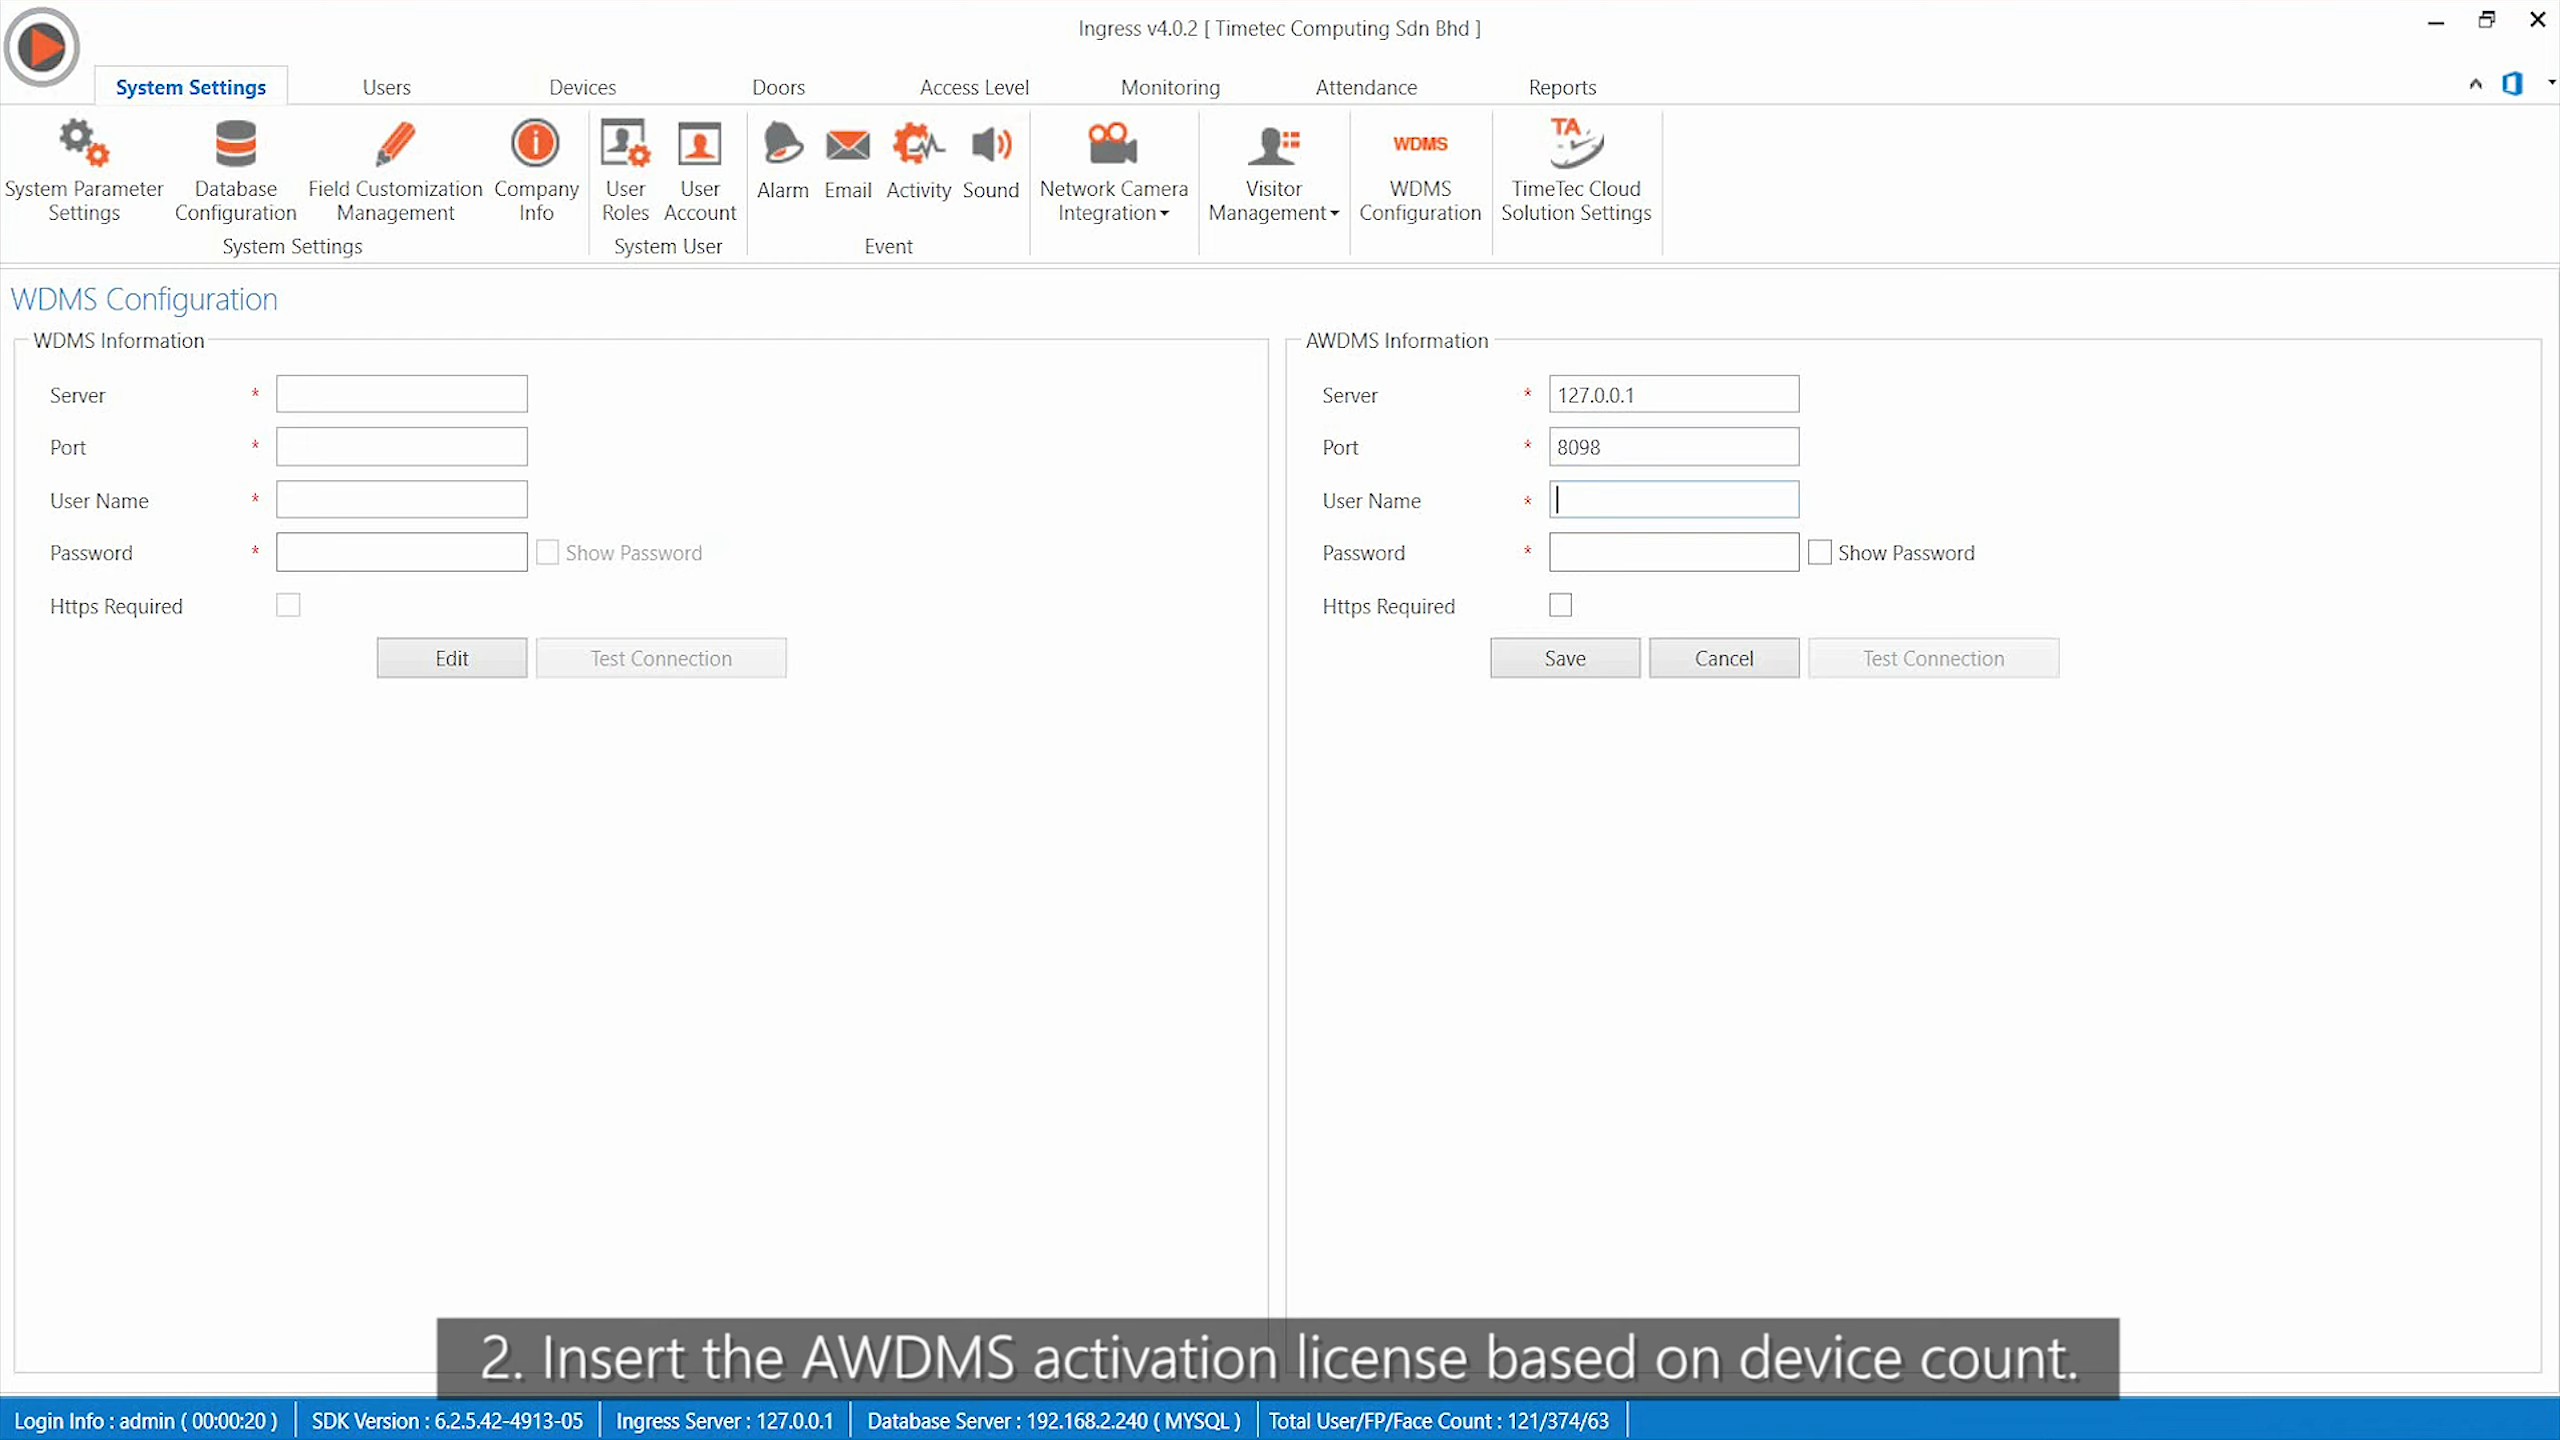 Ingress v4.0.2 [ Timetec Computing Sdn Bhd ]
System Settings
Users
Devices
Doors
Access Level
Monitoring
Attendance
Reports
System Parameter
Settings
Database
Configuration
Field Customization
Management
Company
Info
System Settings
User
Roles
User
Account
System User
Alarm
Email
Activity
Sound
Event
Network Camera
Integration
Visitor
Management
WDMS
WDMS
Configuration
TA
TimeTec Cloud
Solution Settings
WDMS Configuration
WDMS Information
Server *
Port *
User Name *
Password * Show Password
Https Required
Edit
Test Connection
AWDMS Information
Server * 127.0.0.1
Port * 8098
User Name *
Password * Show Password
Https Required
Save
Cancel
Test Connection
2. Insert the AWDMS activation license based on device count.
Login Info : admin ( 00:00:20 )
SDK Version : 6.2.5.42-4913-05
Ingress Server : 127.0.0.1
Database Server : 192.168.2.240 ( MYSQL )
Total User/FP/Face Count : 121/374/63